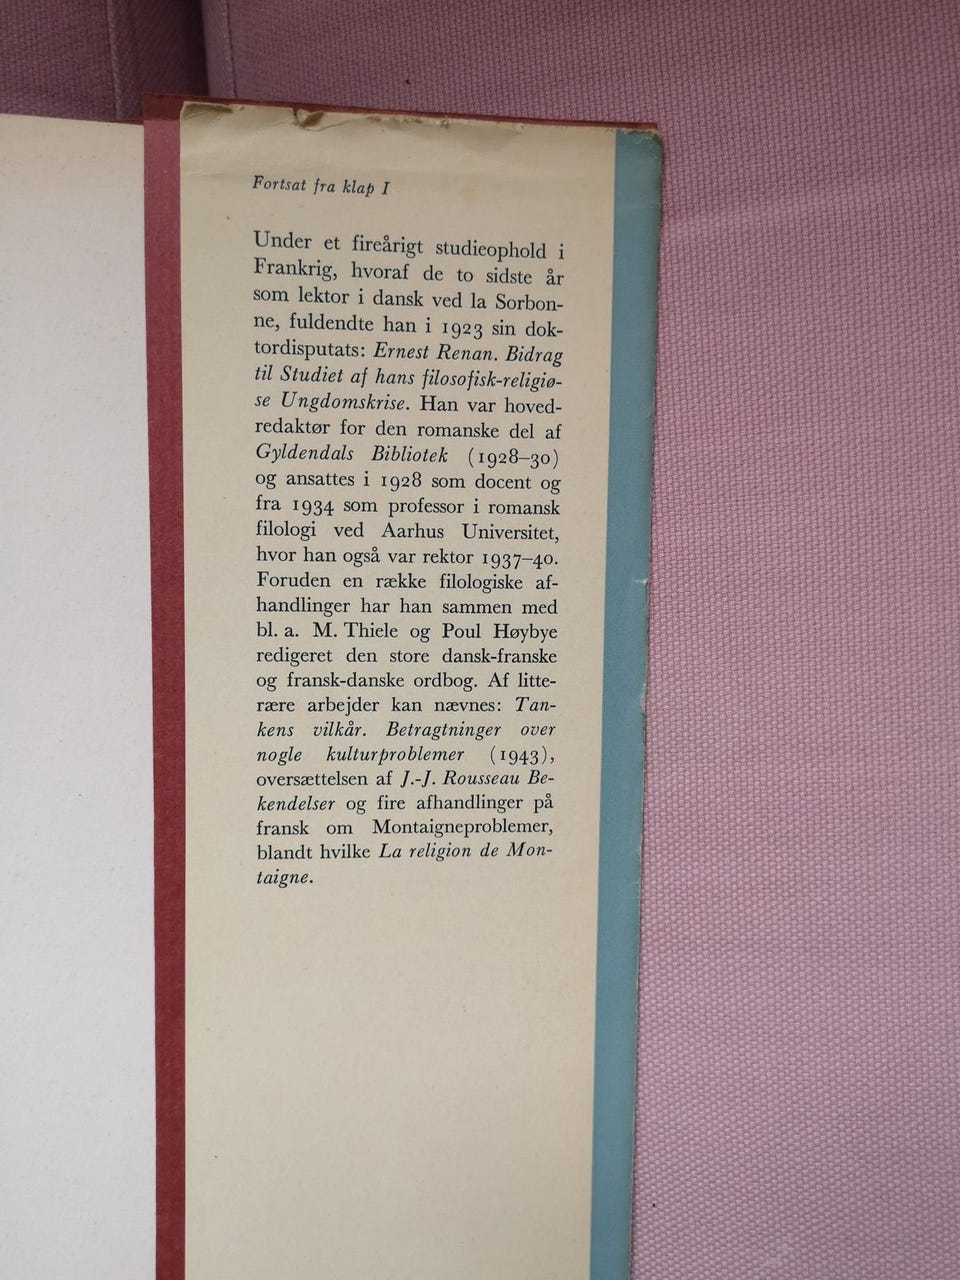 Fortsat fra klap I
Under et fireårigt studieophold i
Frankrig, hvoraf de to sidste år
som lektor i dansk ved la Sorbon-
ne, fuldendte han i 1923 sin dok-
tordisputats: Ernest Renan. Bidrag
til Studiet af hans filosofisk-religiø-
se Ungdomskrise. Han var hoved-
redaktør for den romanske del af
Gyldendals Bibliotek (1928–30)
og ansattes i 1928 som docent og
fra 1934 som professor i romansk
filologi ved Aarhus Universitet,
hvor han også var rektor 1937–40.
Foruden en række filologiske af-
handlinger har han sammen med
bl. a. M. Thiele og Poul Høybye
redigeret den store dansk-franske
og fransk-danske ordbog. Af litte-
rære arbejder kan nævnes: Tan-
kens vilkår. Betragtninger over
nogle kulturproblemer (1943),
oversættelsen af J.-J. Rousseau Be-
kendelser og fire afhandlinger på
fransk om Montaigneproblemer,
blandt hvilke La religion de Mon-
taigne.